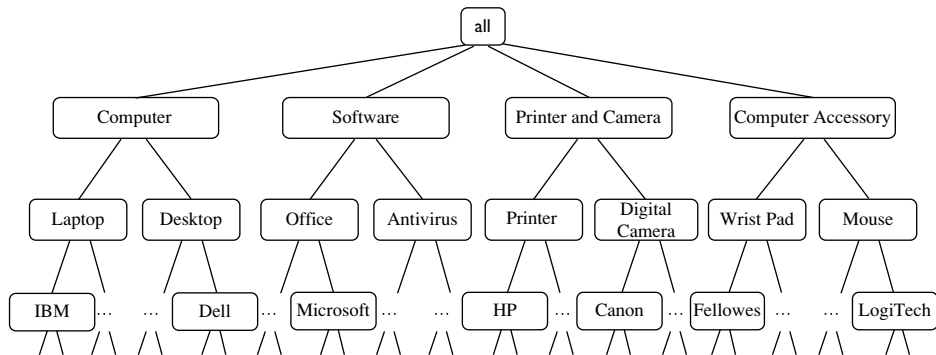 all
Computer
Software
Printer and Camera
Computer Accessory
Laptop
Desktop
Office
Antivirus
Printer
Digital
Camera
Wrist Pad
Mouse
IBM
...
...
Dell
...
Microsoft
...
...
HP
...
Canon
...
Fellowes
...
...
LogiTech